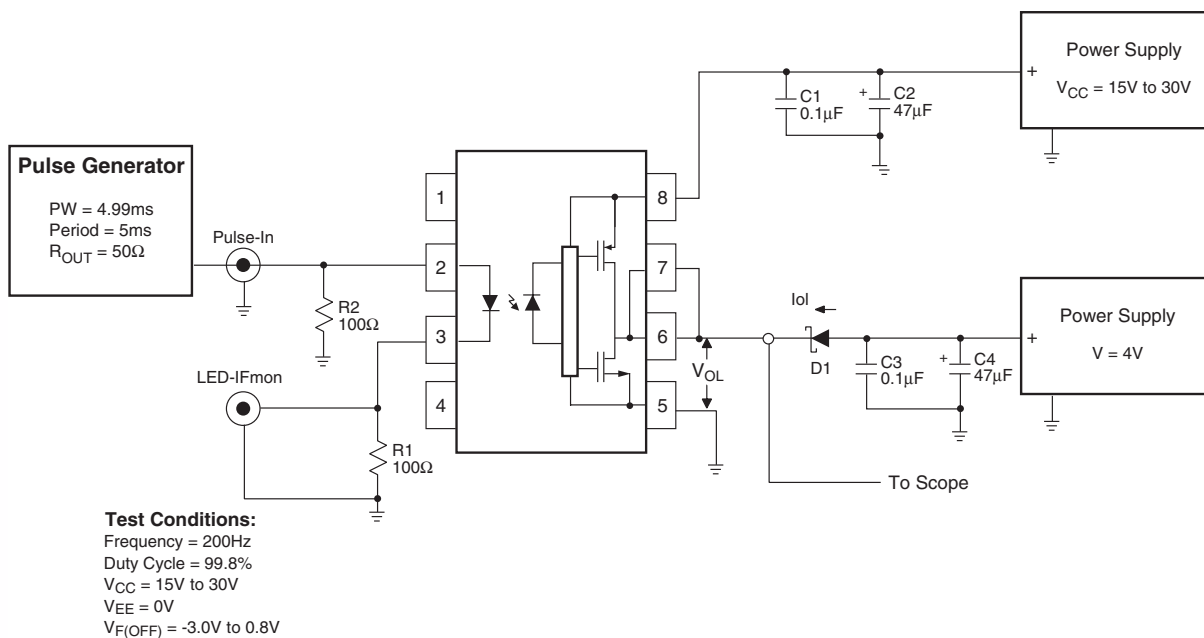 Power Supply
VCC = 15V to 30V
+
C1
0.1μF
+
C2
47μF
Pulse Generator
PW = 4.99ms
Period = 5ms
ROUT = 50Ω
Pulse-In
R2
100Ω
LED-IFmon
R1
100Ω
1
2
3
4
8
7
6
5
VOL
Iol
D1
C3
0.1μF
+
C4
47μF
+
Power Supply
V = 4V
To Scope
Test Conditions:
Frequency = 200Hz
Duty Cycle = 99.8%
VCC = 15V to 30V
VEE = 0V
VF(OFF) = -3.0V to 0.8V